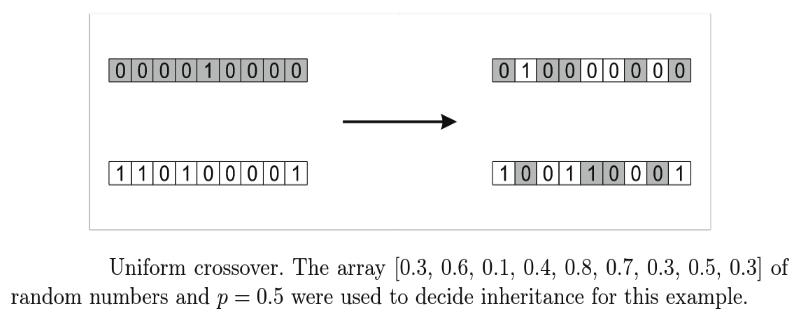 0 0 0 0 1 0 0 0 0
0 1 0 0 0 0 0 0 0
1 1 0 1 0 0 0 0 1
1 0 0 1 1 0 0 0 1
Uniform crossover. The array [0.3, 0.6, 0.1, 0.4, 0.8, 0.7, 0.3, 0.5, 0.3] of
random numbers and p = 0.5 were used to decide inheritance for this example.